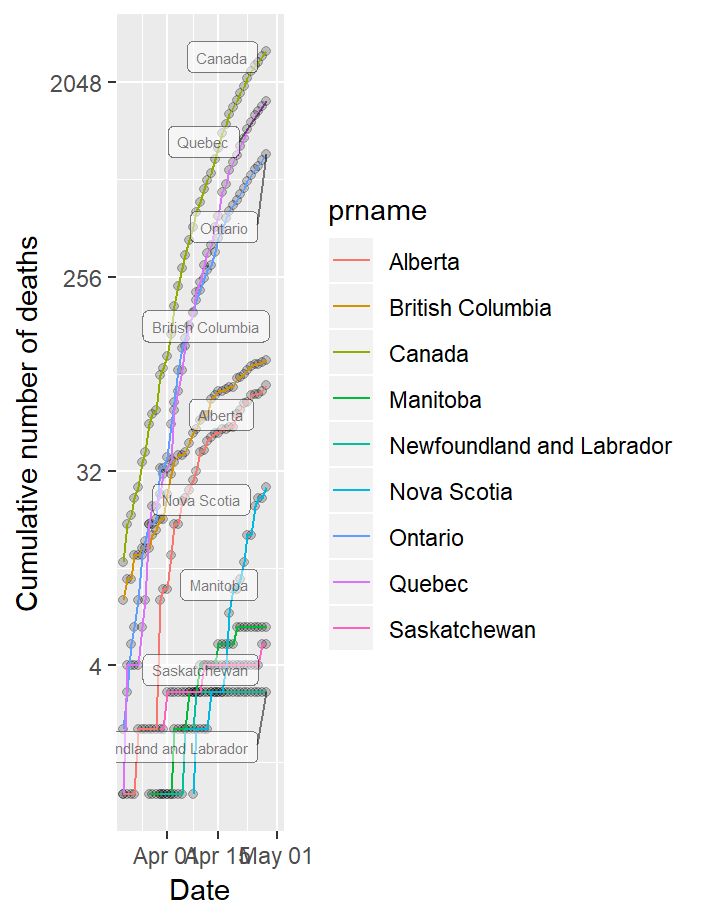 Cumulative number of deaths
2048
256
32
4
Canada
Quebec
Ontario
British Columbia
Alberta
Nova Scotia
Manitoba
Saskatchewan
ndland and Labrador
Apr 01
Apr 15
May 01
Date
prname
Alberta
British Columbia
Canada
Manitoba
Newfoundland and Labrador
Nova Scotia
Ontario
Quebec
Saskatchewan